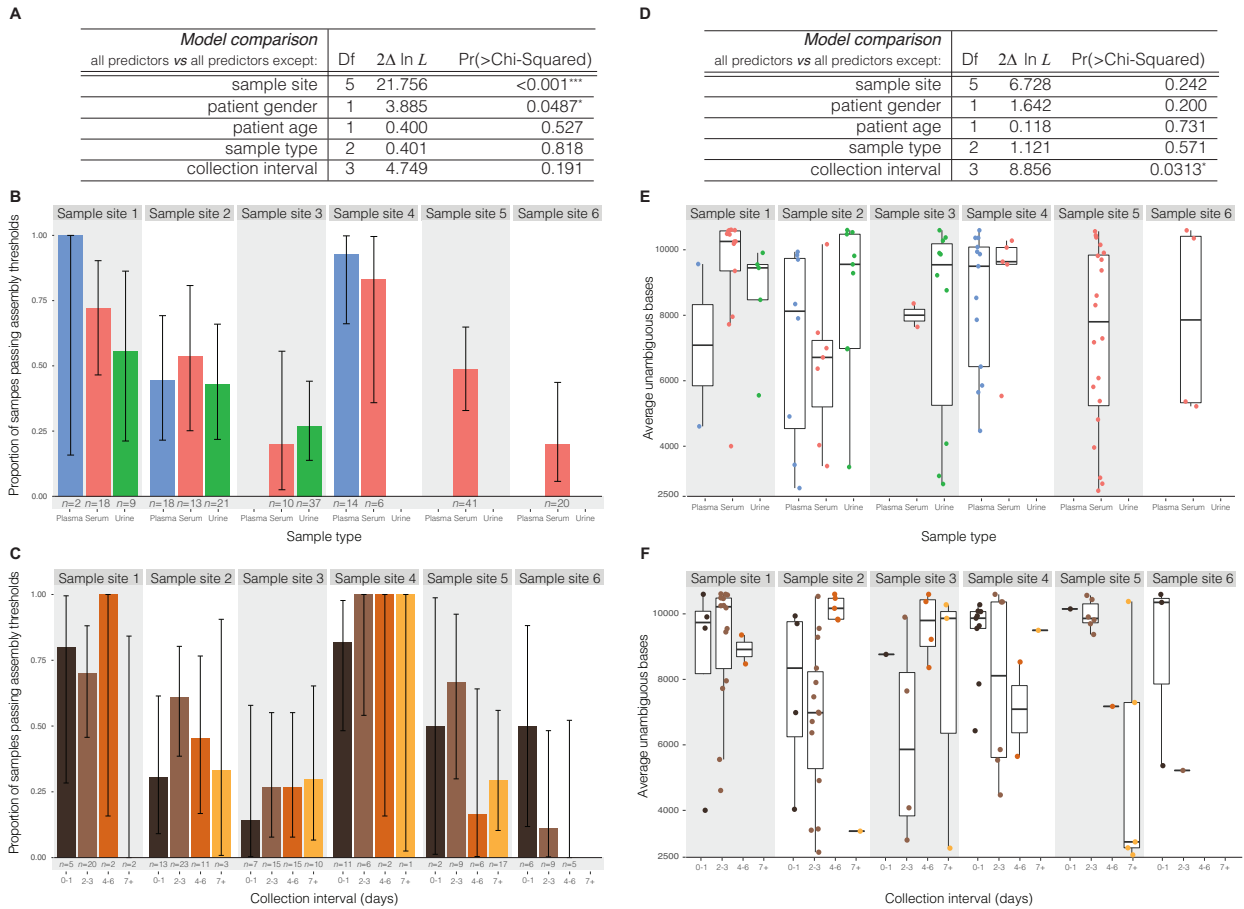 A
Model comparison
all predictors vs all predictors except: Df 2Δ ln L Pr(>Chi-Squared)
sample site 5 21.756 <0.001***
patient gender 1 3.885 0.0487*
patient age 1 0.400 0.527
sample type 2 0.401 0.818
collection interval 3 4.749 0.191
D
Model comparison
all predictors vs all predictors except: Df 2Δ ln L Pr(>Chi-Squared)
sample site 5 6.728 0.242
patient gender 1 1.642 0.200
patient age 1 0.118 0.731
sample type 2 1.121 0.571
collection interval 3 8.856 0.0313*
B
Sample site 1 Sample site 2 Sample site 3 Sample site 4 Sample site 5 Sample site 6
Proportion of sampes passing assembly thresholds
1.00
0.75
0.50
0.25
0.00
n=2 n=18 n=9 n=18 n=13 n=21 n=10 n=37 n=14 n=6 n=41 n=20
Plasma Serum Urine Plasma Serum Urine Plasma Serum Urine Plasma Serum Urine Plasma Serum Urine Plasma Serum Urine
Sample type
E
Sample site 1 Sample site 2 Sample site 3 Sample site 4 Sample site 5 Sample site 6
Average unambiguous bases
10000
8000
6000
4000
2500
Plasma Serum Urine Plasma Serum Urine Plasma Serum Urine Plasma Serum Urine Plasma Serum Urine Plasma Serum Urine
Sample type
C
Sample site 1 Sample site 2 Sample site 3 Sample site 4 Sample site 5 Sample site 6
Proportion of samples passing assembly thresholds
1.00
0.75
0.50
0.25
0.00
n=5 n=20 n=2 n=2 n=13 n=23 n=11 n=3 n=7 n=15 n=15 n=10 n=11 n=6 n=2 n=1 n=2 n=9 n=6 n=17 n=6 n=9 n=5
0-1 2-3 4-6 7+ 0-1 2-3 4-6 7+ 0-1 2-3 4-6 7+ 0-1 2-3 4-6 7+ 0-1 2-3 4-6 7+ 0-1 2-3 4-6 7+
Collection interval (days)
F
Sample site 1 Sample site 2 Sample site 3 Sample site 4 Sample site 5 Sample site 6
Average unambiguous bases
10000
8000
6000
4000
2500
0-1 2-3 4-6 7+ 0-1 2-3 4-6 7+ 0-1 2-3 4-6 7+ 0-1 2-3 4-6 7+ 0-1 2-3 4-6 7+ 0-1 2-3 4-6 7+
Collection interval (days)